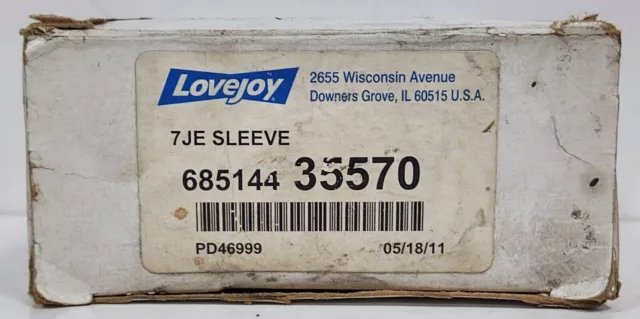 Lovejoy
2655 Wisconsin Avenue
Downers Grove, IL 60515 U.S.A.
7JE SLEEVE
685144 35570
PD46999 05/18/11